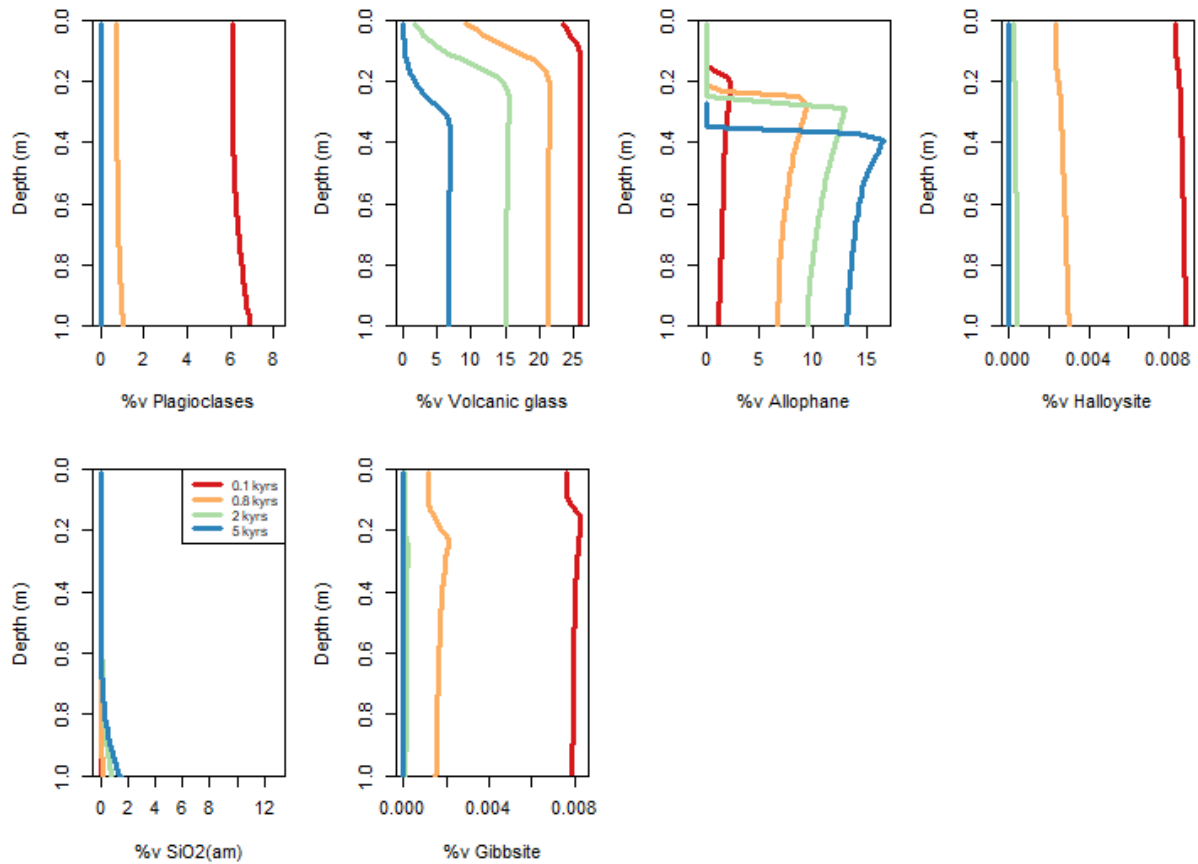 0.0
0.2
0.4
0.6
0.8
1.0
Depth (m)
0 2 4 6 8
%v Plagioclases
0.0
0.2
0.4
0.6
0.8
1.0
Depth (m)
0 5 10 15 20 25
%v Volcanic glass
0.0
0.2
0.4
0.6
0.8
1.0
Depth (m)
0 5 10 15
%v Allophane
0.0
0.2
0.4
0.6
0.8
1.0
Depth (m)
0.000 0.004 0.008
%v Halloysite
0.0
0.2
0.4
0.6
0.8
1.0
Depth (m)
0.1 kyrs
0.8 kyrs
2 kyrs
5 kyrs
0 2 4 6 8 12
%v SiO2(am)
0.0
0.2
0.4
0.6
0.8
1.0
Depth (m)
0.000 0.004 0.008
%v Gibbsite